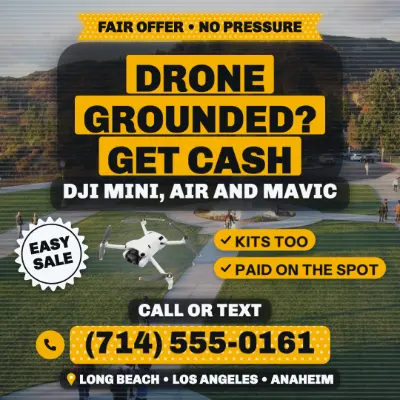 FAIR OFFER • NO PRESSURE
DRONE
GROUNDED?
GET CASH
DJI MINI, AIR AND MAVIC
EASY
SALE
KITS TOO
PAID ON THE SPOT
CALL OR TEXT
(714) 555-0161
LONG BEACH • LOS ANGELES • ANAHEIM